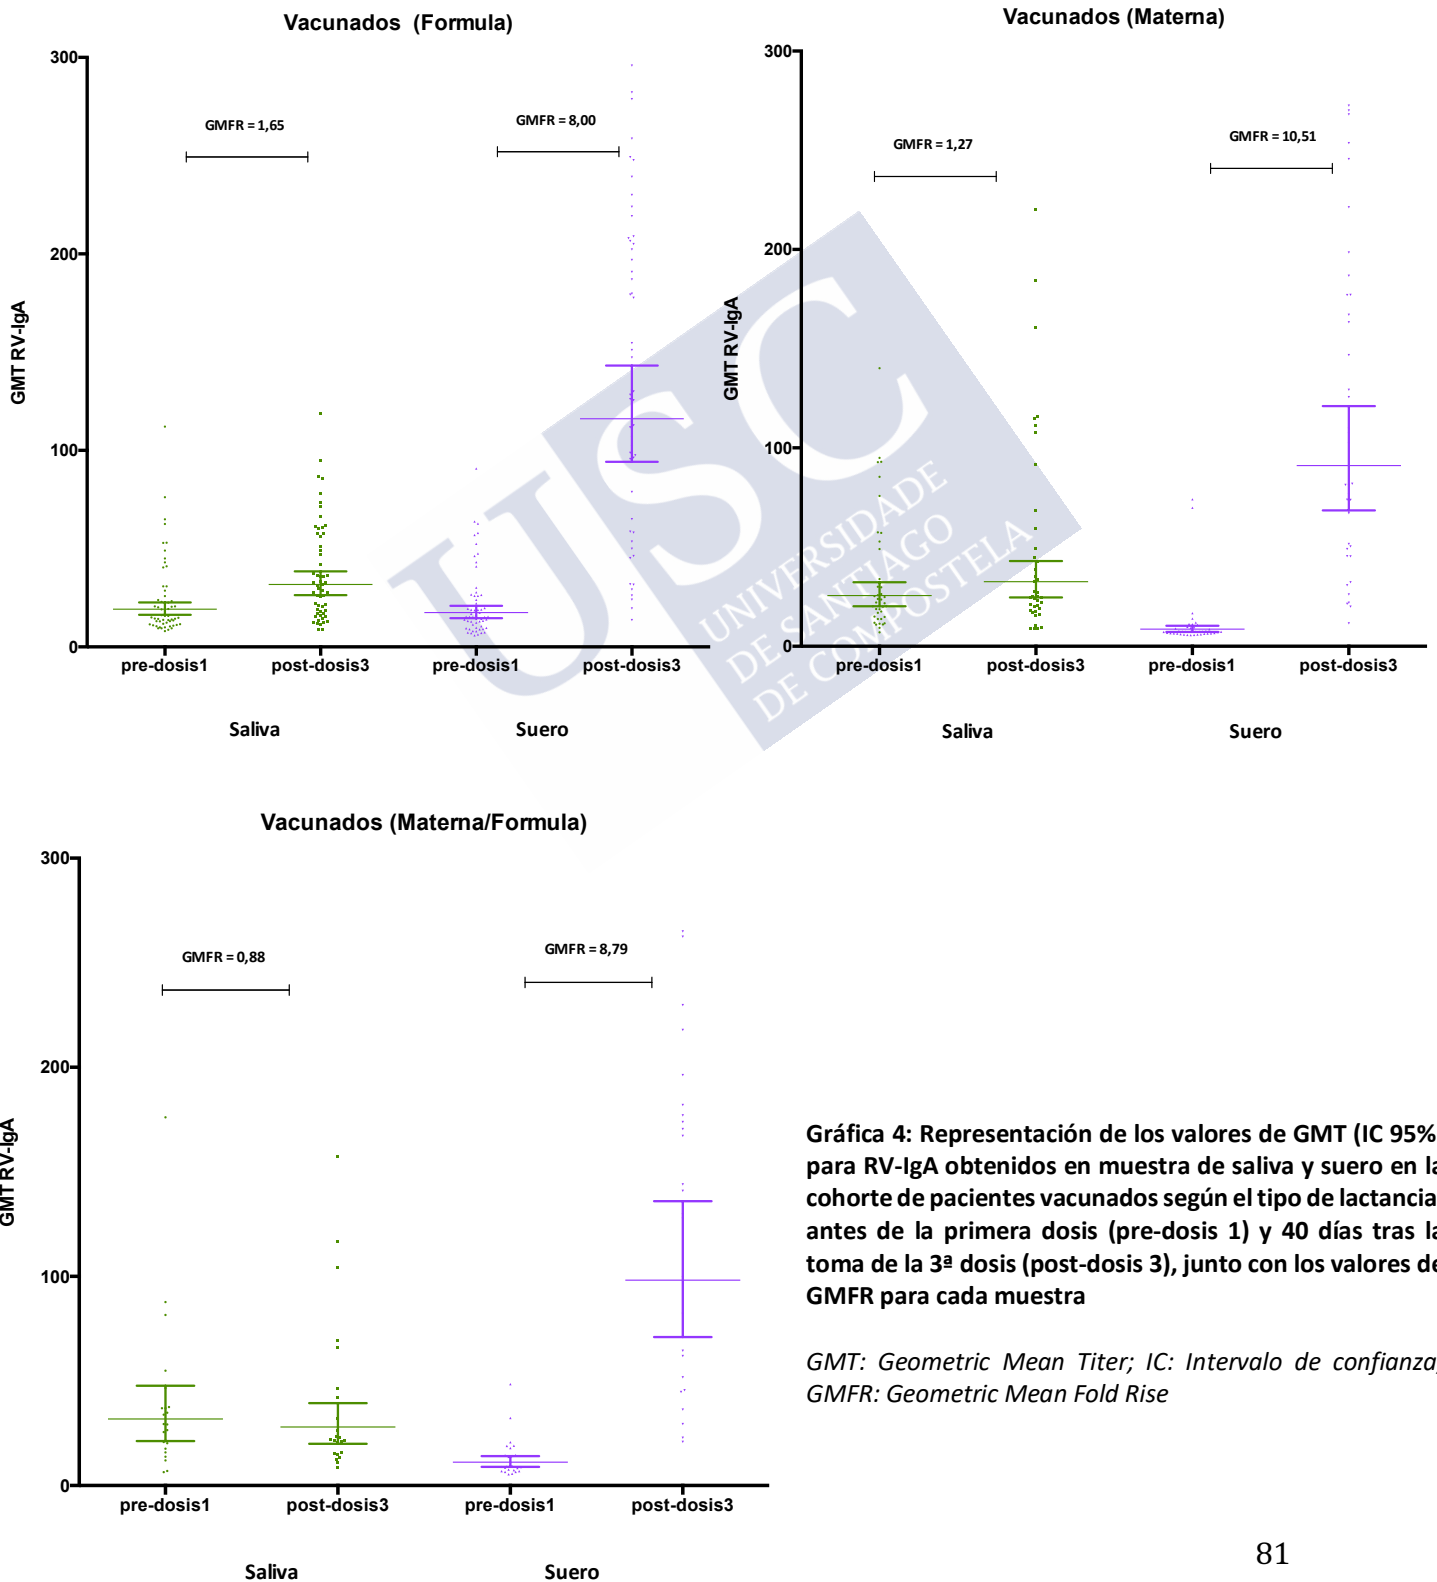 Vacunados (Formula)
300
200
100
0
GMT RV-IgA
GMFR = 1,65
GMFR = 8,00
pre-dosis1 post-dosis3 pre-dosis1 post-dosis3
Saliva Suero
Vacunados (Materna)
300
200
100
0
GMT RV-IgA
GMFR = 1,27
GMFR = 10,51
pre-dosis1 post-dosis3 pre-dosis1 post-dosis3
Saliva Suero
USC
UNIVERSIDADE
DE SANTIAGO
DE COMPOSTELA
Vacunados (Materna/Formula)
300
200
100
0
GMT RV-IgA
GMFR = 0,88
GMFR = 8,79
pre-dosis1 post-dosis3 pre-dosis1 post-dosis3
Saliva Suero
Gráfica 4: Representación de los valores de GMT (IC 95%
para RV-IgA obtenidos en muestra de saliva y suero en la
cohorte de pacientes vacunados según el tipo de lactancia
antes de la primera dosis (pre-dosis 1) y 40 días tras la
toma de la 3ª dosis (post-dosis 3), junto con los valores de
GMFR para cada muestra
GMT: Geometric Mean Titer; IC: Intervalo de confianza;
GMFR: Geometric Mean Fold Rise
81